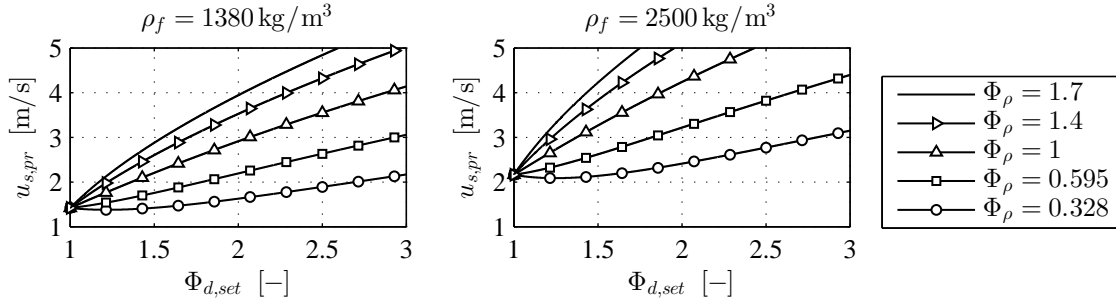 ρ_f = 1380 kg/m³
5
4
3
2
1
u_{s,pr} [m/s]
1 1.5 2 2.5 3
Φ_{d,set} [−]
ρ_f = 2500 kg/m³
5
4
3
2
1
u_{s,pr} [m/s]
1 1.5 2 2.5 3
Φ_{d,set} [−]
Φ_ρ = 1.7
Φ_ρ = 1.4
Φ_ρ = 1
Φ_ρ = 0.595
Φ_ρ = 0.328